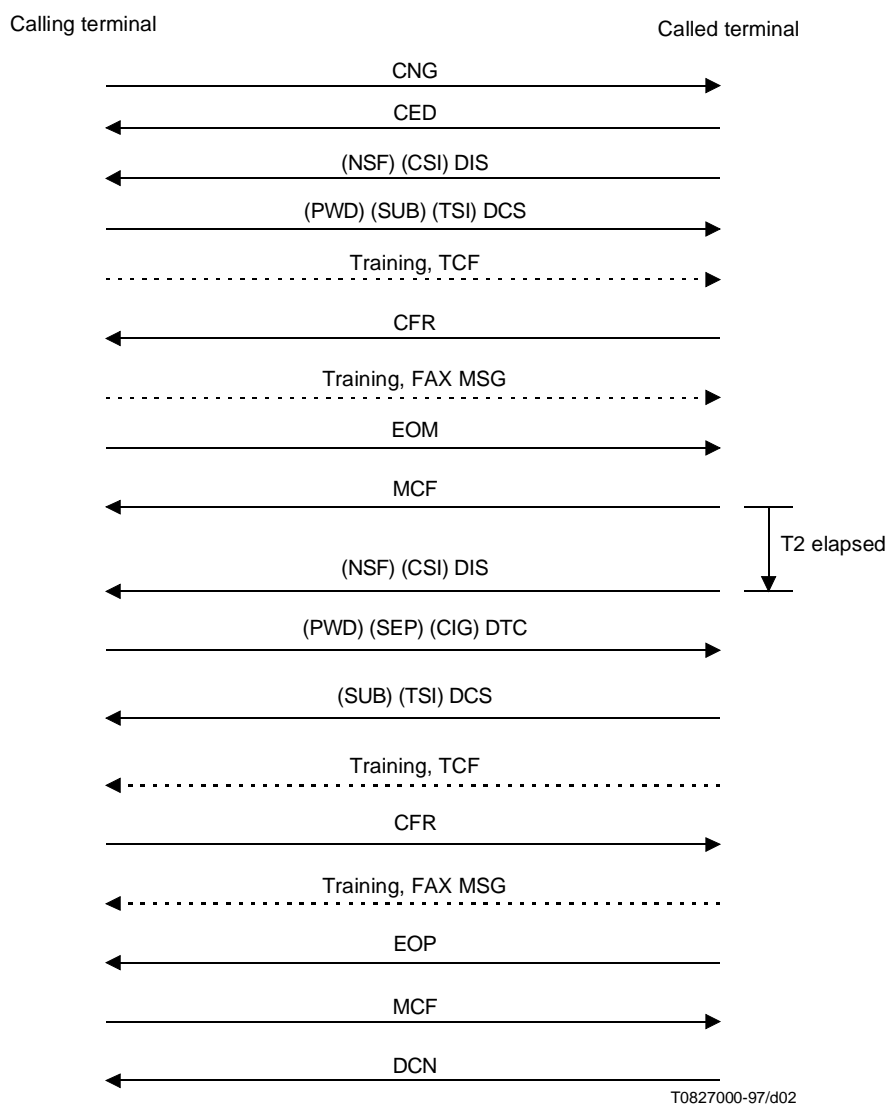 Calling terminal
Called terminal
CNG
CED
(NSF) (CSI) DIS
(PWD) (SUB) (TSI) DCS
Training, TCF
CFR
Training, FAX MSG
EOM
MCF
T2 elapsed
(NSF) (CSI) DIS
(PWD) (SEP) (CIG) DTC
(SUB) (TSI) DCS
Training, TCF
CFR
Training, FAX MSG
EOP
MCF
DCN
T0827000-97/d02